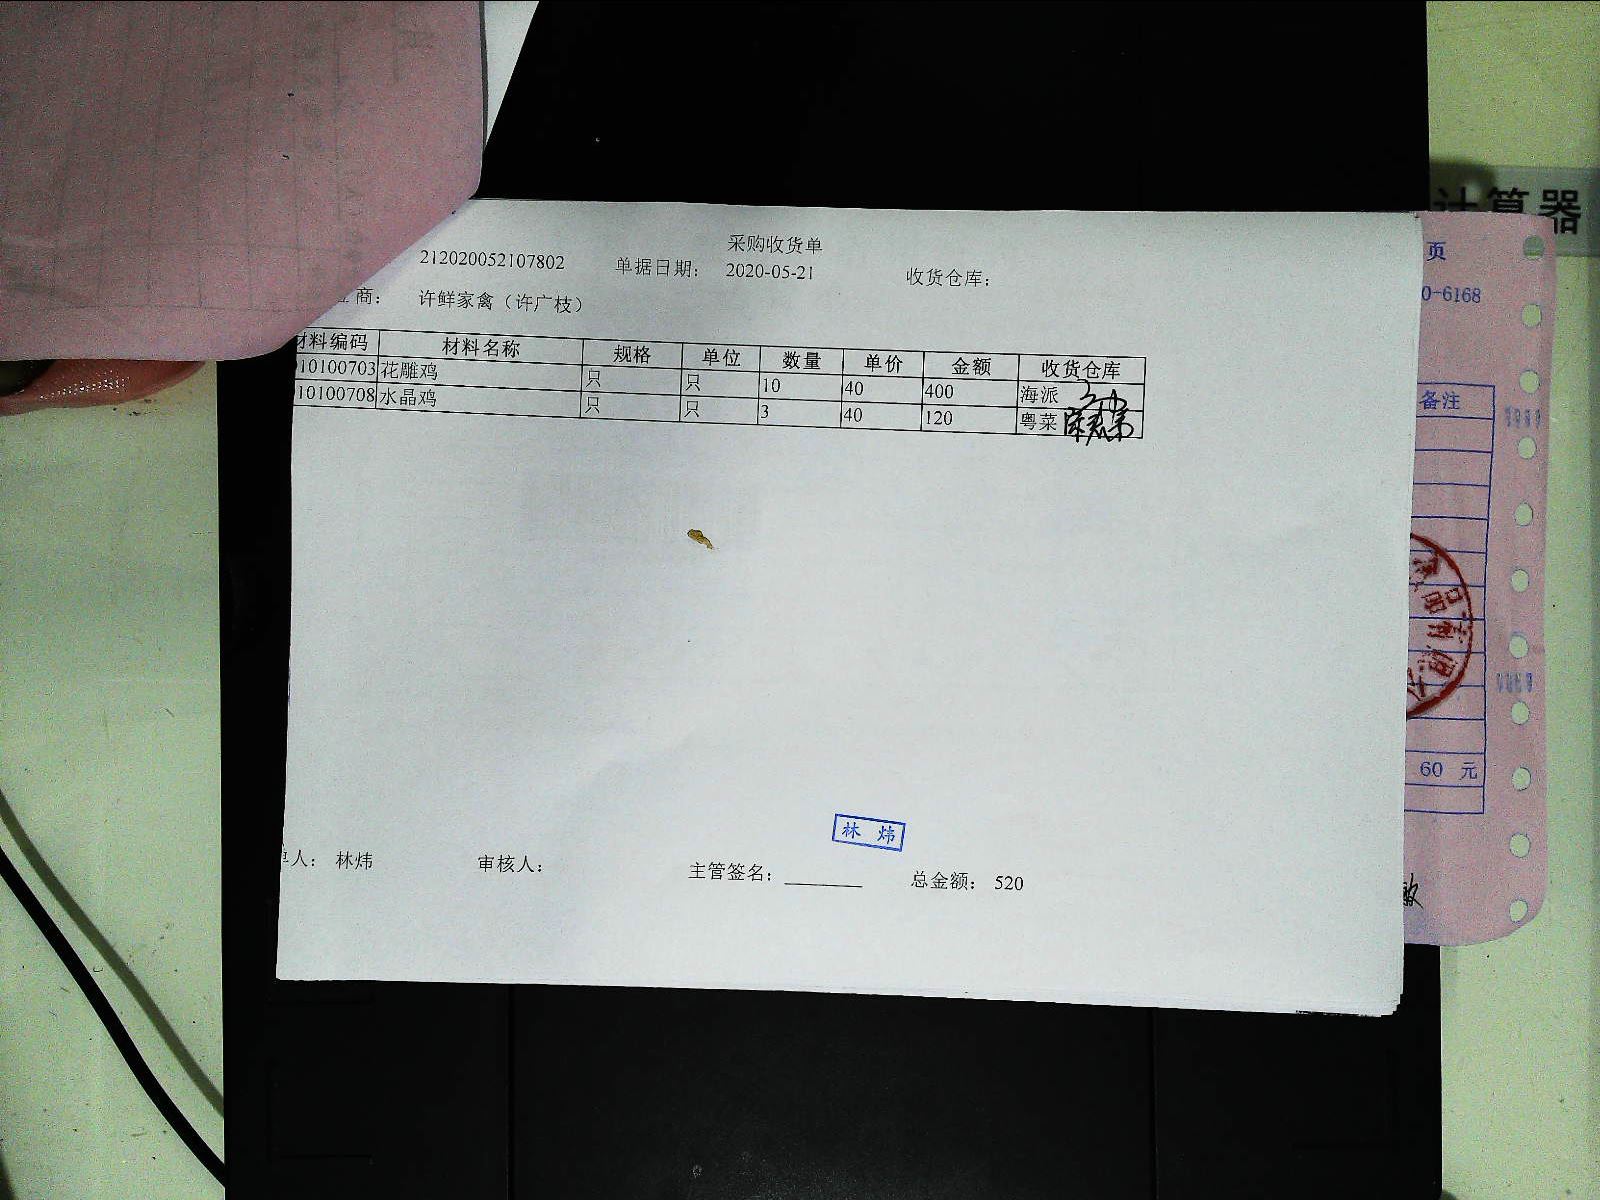 采购收货单
212020052107802 单据日期： 2020-05-21 收货仓库：
商： 许鲜家禽（许广枝）
材料编码 材料名称 规格 单位 数量 单价 金额 收货仓库
10100703 花雕鸡 只 只 10 40 400 海派
10100708 水晶鸡 只 只 3 40 120 粤菜
林 炜
人： 林炜 审核人： 主管签名： 总金额： 520
计算器
页
0-6168
备注
品有限公
60 元